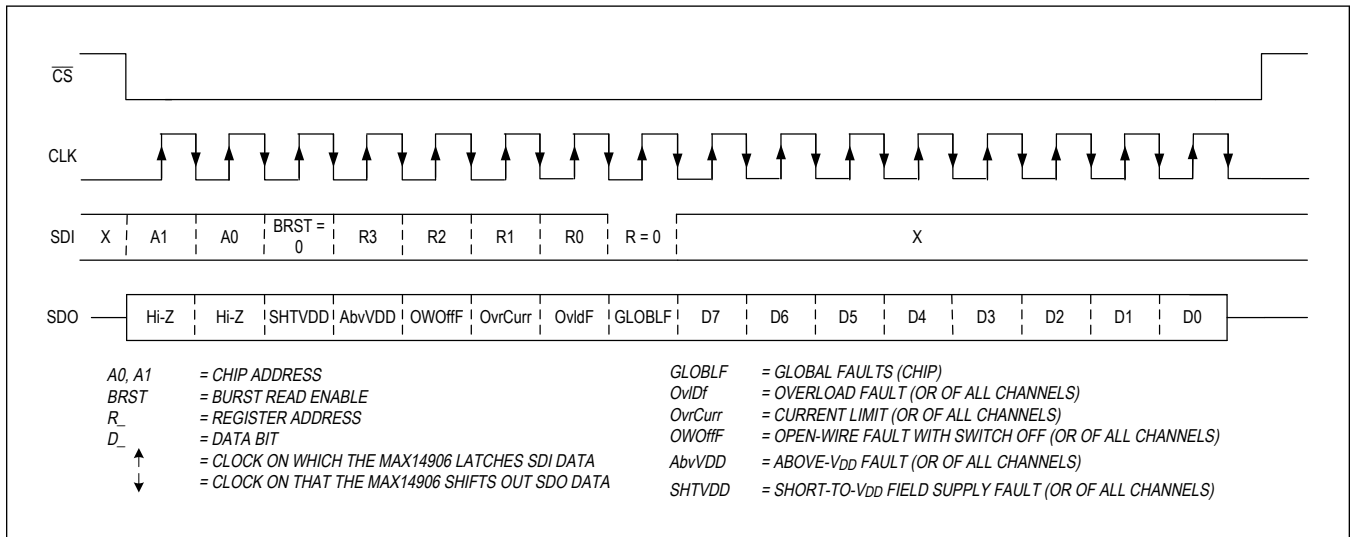 CS
CLK
SDI X A1 A0 BRST = 0 R3 R2 R1 R0 R = 0 X
SDO Hi-Z Hi-Z SHTVDD AbvVDD OWOffF OvrCurr OvldF GLOBLF D7 D6 D5 D4 D3 D2 D1 D0
A0, A1 = CHIP ADDRESS
BRST = BURST READ ENABLE
R_ = REGISTER ADDRESS
D_ = DATA BIT
↑ = CLOCK ON WHICH THE MAX14906 LATCHES SDI DATA
↓ = CLOCK ON THAT THE MAX14906 SHIFTS OUT SDO DATA
GLOBLF = GLOBAL FAULTS (CHIP)
OvlDf = OVERLOAD FAULT (OR OF ALL CHANNELS)
OvrCurr = CURRENT LIMIT (OR OF ALL CHANNELS)
OWOffF = OPEN-WIRE FAULT WITH SWITCH OFF (OR OF ALL CHANNELS)
AbvVDD = ABOVE-VDD FAULT (OR OF ALL CHANNELS)
SHTVDD = SHORT-TO-VDD FIELD SUPPLY FAULT (OR OF ALL CHANNELS)